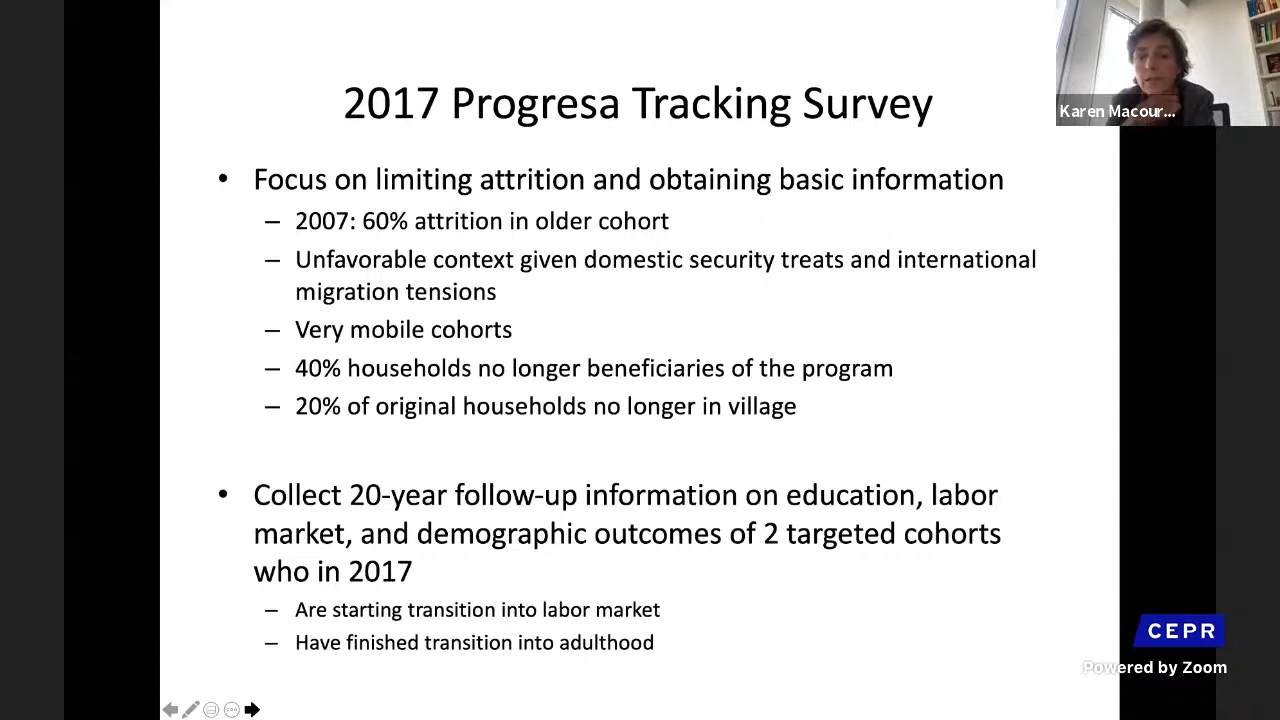 2017 Progresa Tracking Survey
Karen Macour...
• Focus on limiting attrition and obtaining basic information
– 2007: 60% attrition in older cohort
– Unfavorable context given domestic security treats and international
migration tensions
– Very mobile cohorts
– 40% households no longer beneficiaries of the program
– 20% of original households no longer in village
• Collect 20-year follow-up information on education, labor
market, and demographic outcomes of 2 targeted cohorts
who in 2017
– Are starting transition into labor market
– Have finished transition into adulthood
CEPR
Powered by Zoom